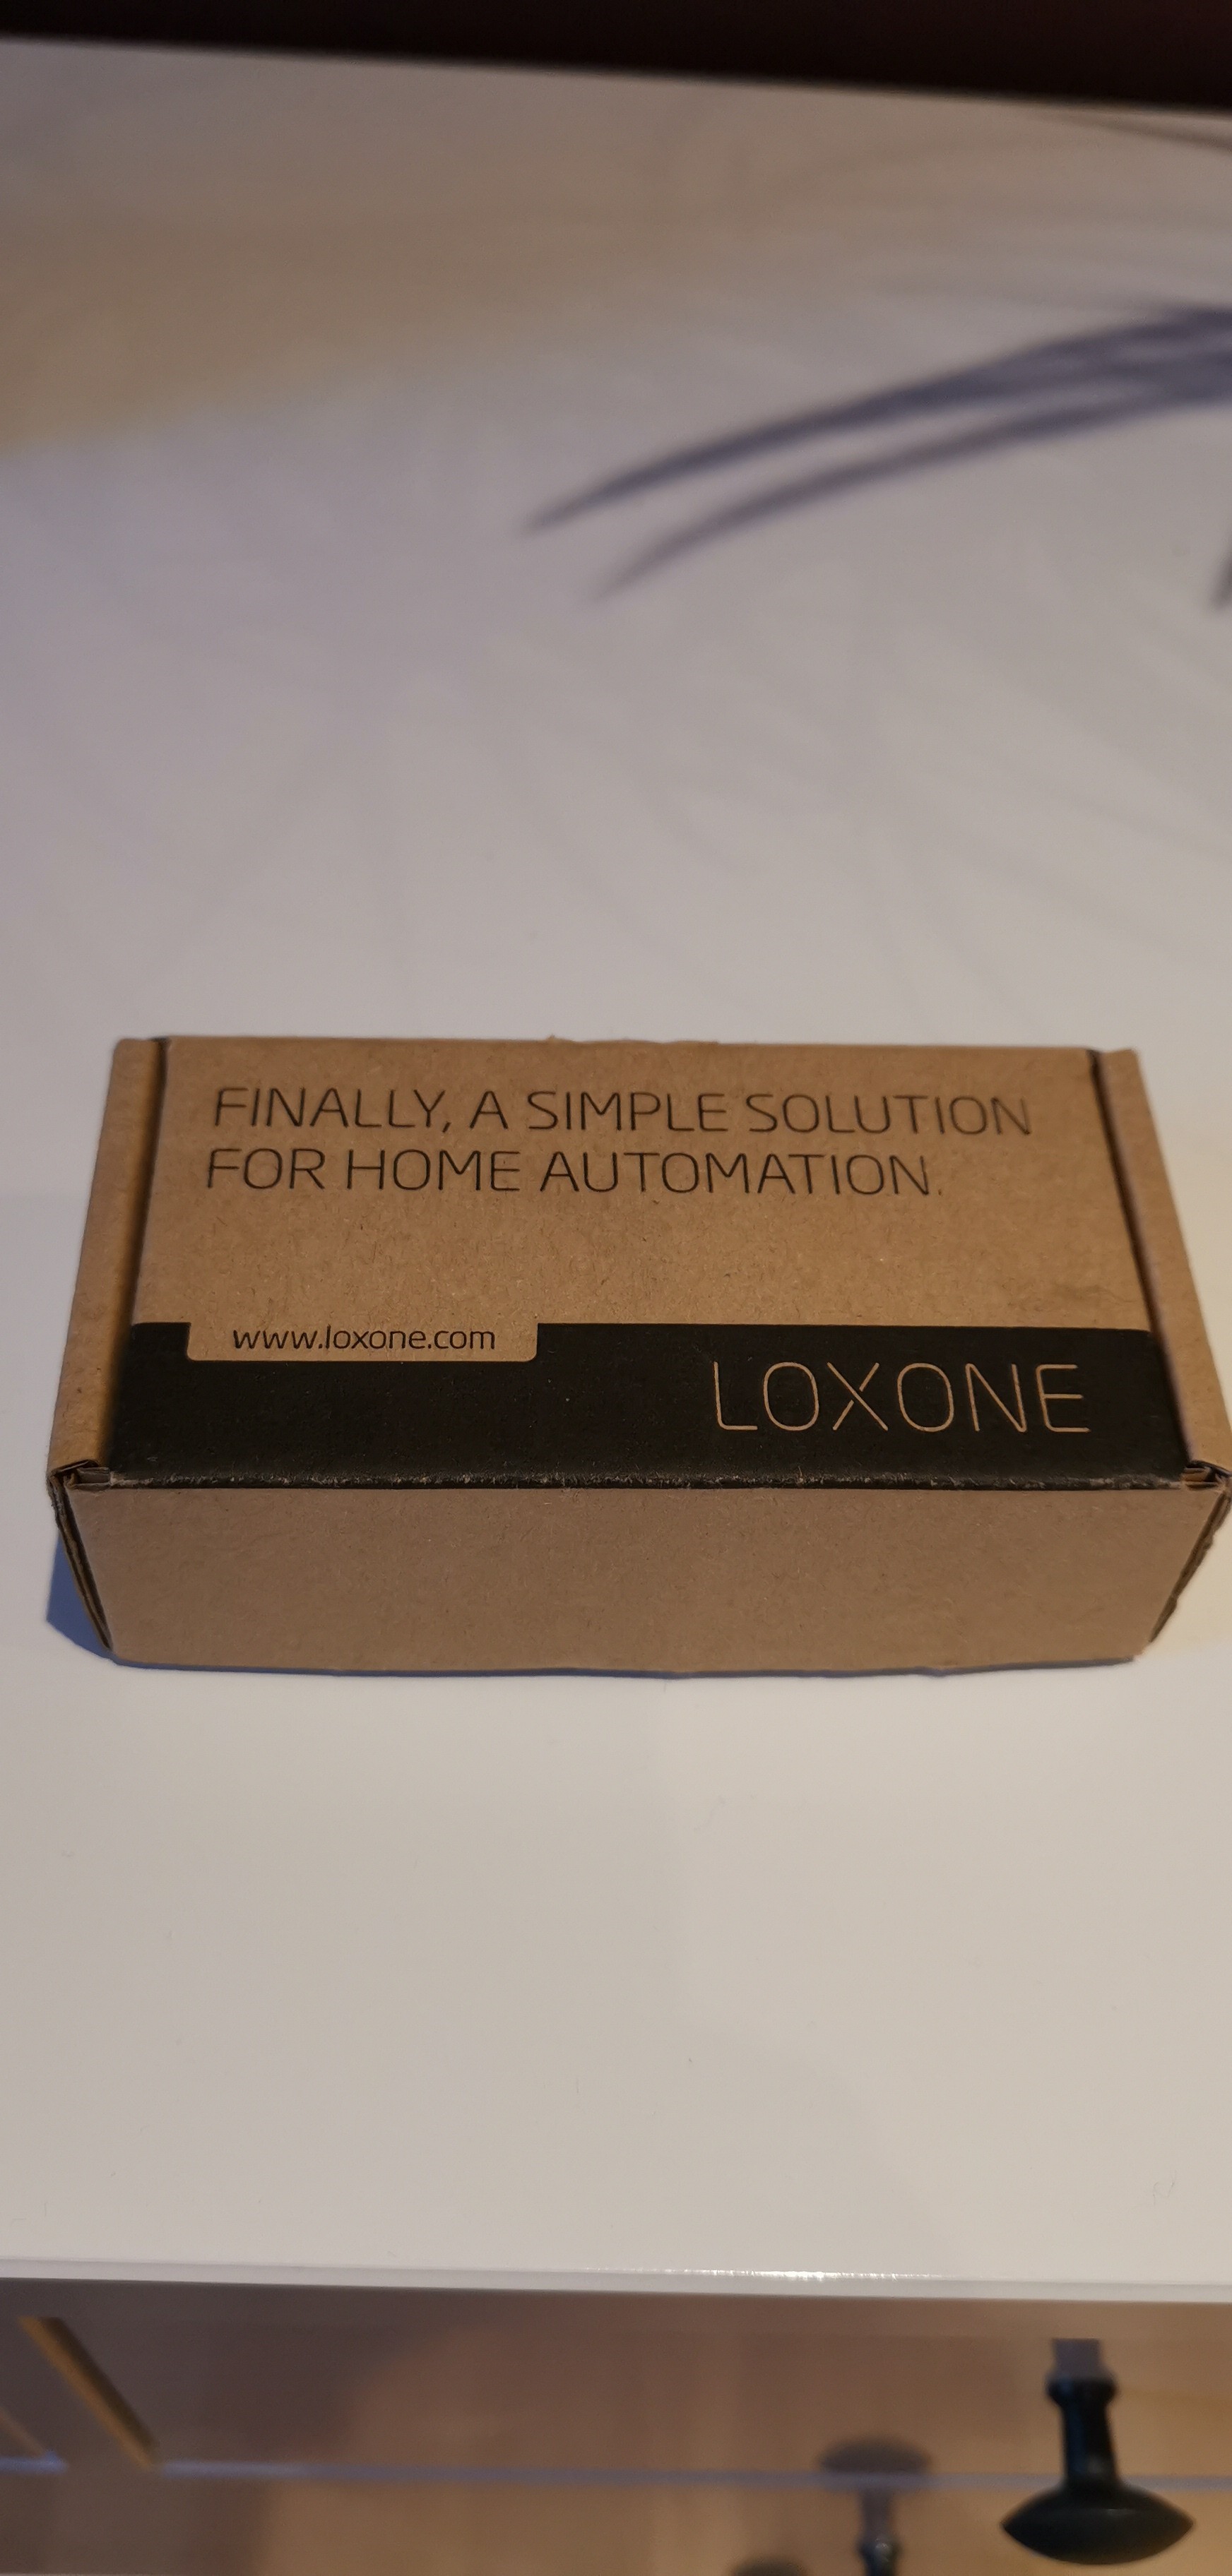 FINALLY, A SIMPLE SOLUTION
FOR HOME AUTOMATION.
www.loxone.com
LOXONE